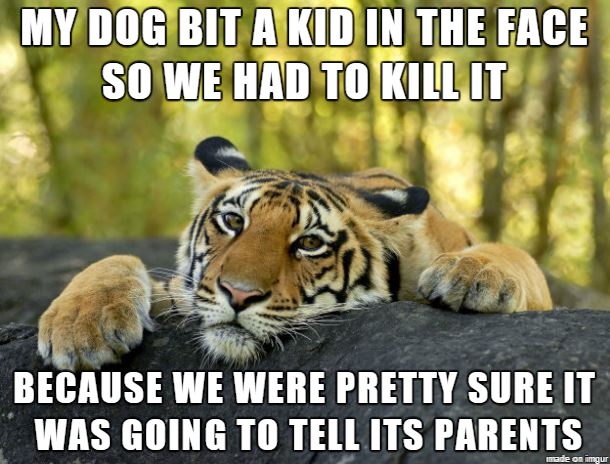 MY DOG BIT A KID IN THE FACE
SO WE HAD TO KILL IT
BECAUSE WE WERE PRETTY SURE IT
WAS GOING TO TELL ITS PARENTS
made on imgur